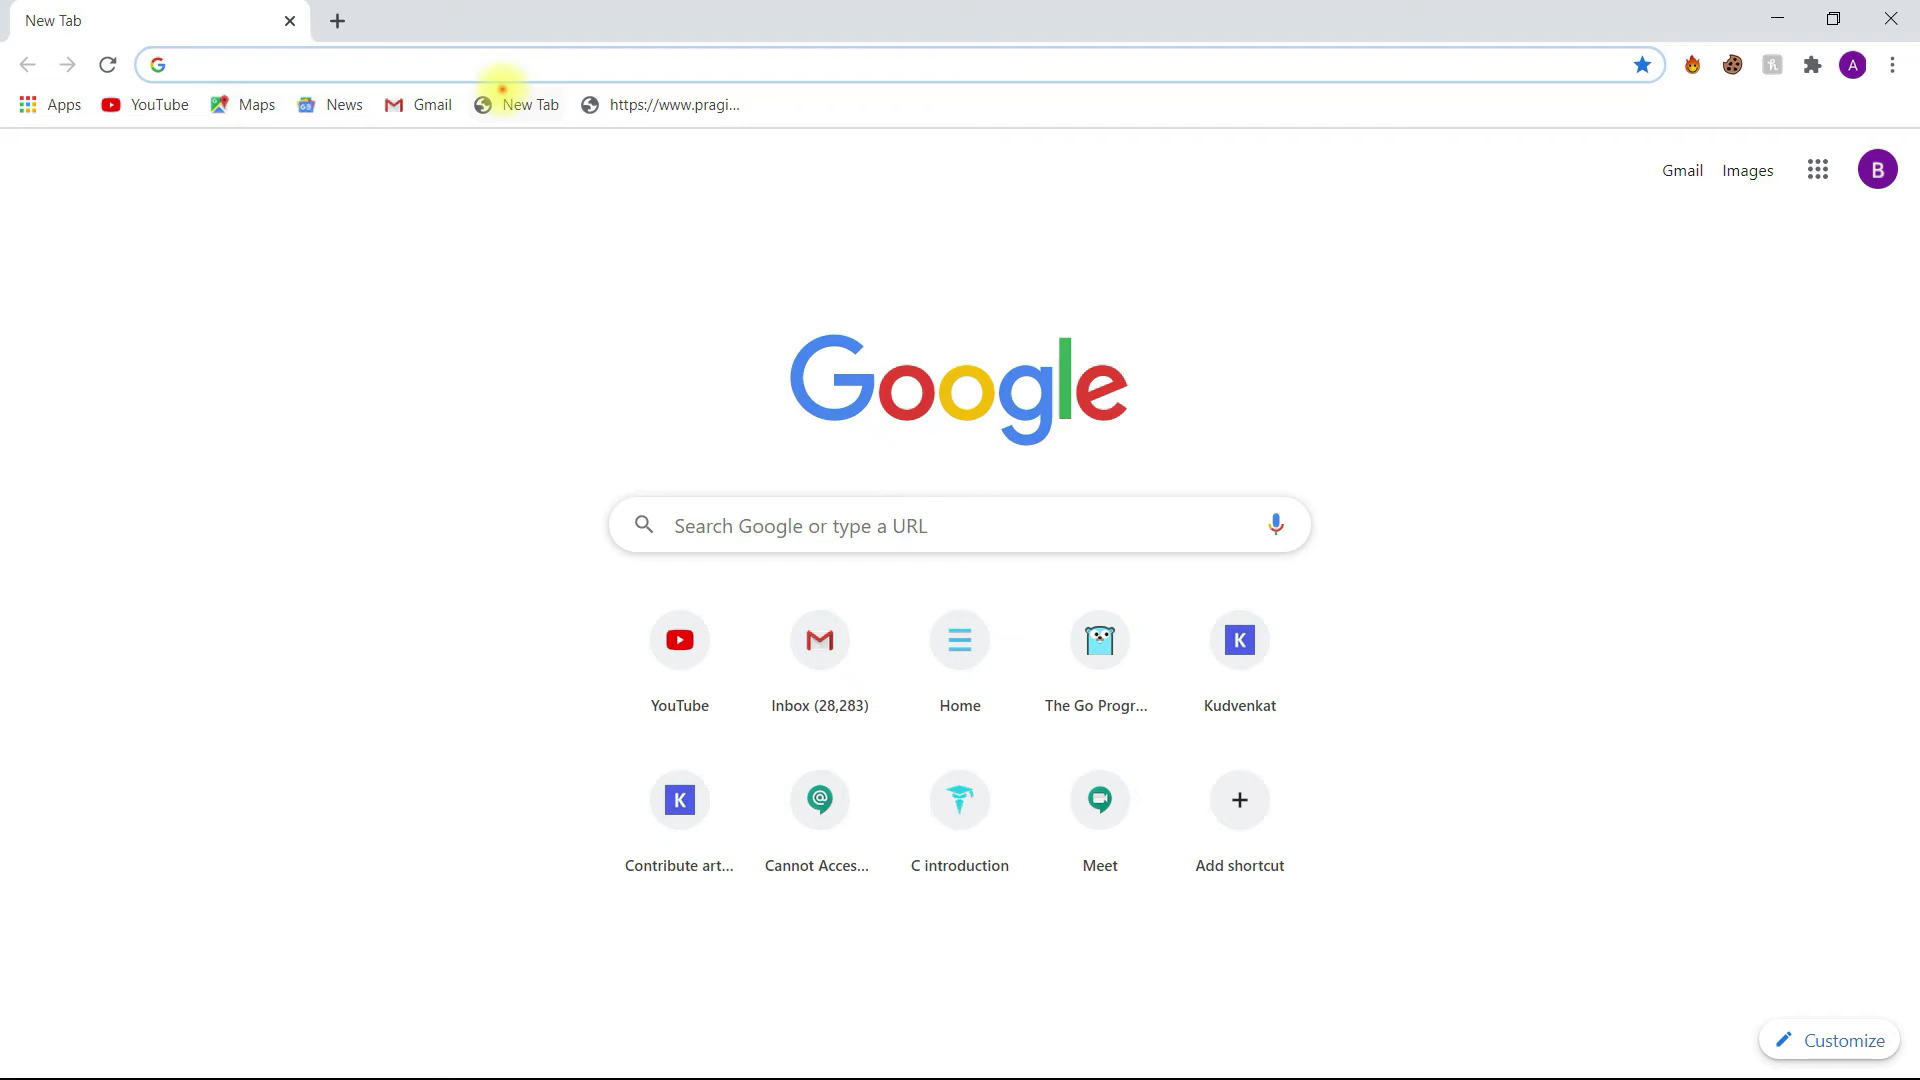 New Tab
Apps YouTube Maps News Gmail New Tab https://www.pragi...
A
Gmail Images B
Google
Search Google or type a URL
YouTube Inbox (28,283) Home The Go Progr... Kudvenkat
Contribute art... Cannot Acces... C introduction Meet Add shortcut
Customize